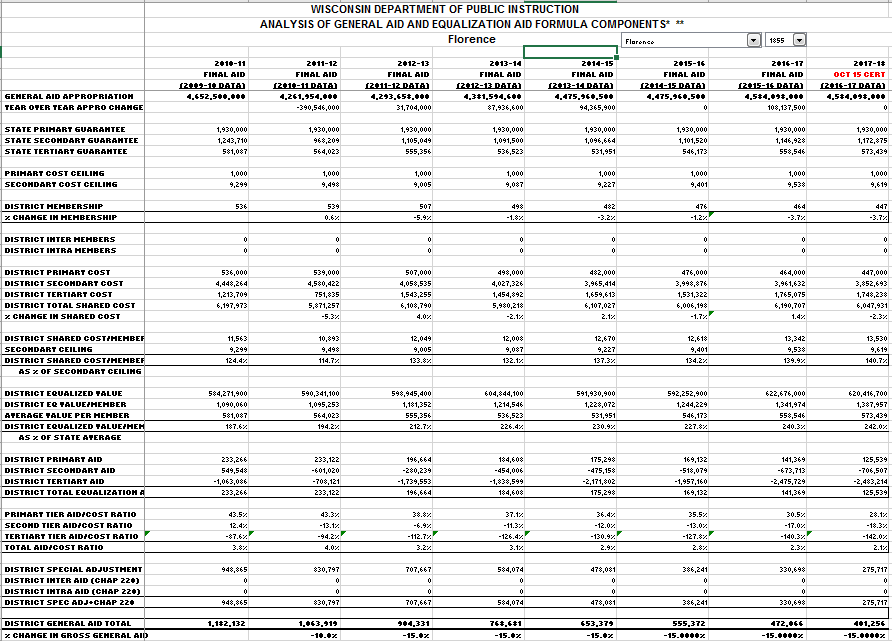 WISCONSIN DEPARTMENT OF PUBLIC INSTRUCTION
ANALYSIS OF GENERAL AID AND EQUALIZATION AID FORMULA COMPONENTS* **
Florence Florence 1855
2010-11 2011-12 2012-13 2013-14 2014-15 2015-16 2016-17 2017-18
FINAL AID FINAL AID FINAL AID FINAL AID FINAL AID FINAL AID FINAL AID OCT 15 CERT
(2009-10 DATA) (2010-11 DATA) (2011-12 DATA) (2012-13 DATA) (2013-14 DATA) (2014-15 DATA) (2015-16 DATA) (2016-17 DATA)
GENERAL AID APPROPRIATION 4,652,500,000 4,261,954,000 4,293,658,000 4,381,594,600 4,475,960,500 4,475,960,500 4,584,098,000 4,584,098,000
YEAR OVER YEAR APPRO CHANGE -390,546,000 31,704,000 87,936,600 94,365,900 0 108,137,500 0
STATE PRIMARY GUARANTEE 1,930,000 1,930,000 1,930,000 1,930,000 1,930,000 1,930,000 1,930,000 1,930,000
STATE SECONDARY GUARANTEE 1,243,710 968,209 1,105,049 1,091,500 1,096,664 1,101,520 1,146,928 1,172,875
STATE TERTIARY GUARANTEE 581,087 564,023 555,356 536,523 531,951 546,173 558,546 573,439
PRIMARY COST CEILING 1,000 1,000 1,000 1,000 1,000 1,000 1,000 1,000
SECONDARY COST CEILING 9,299 9,498 9,005 9,087 9,227 9,401 9,538 9,619
DISTRICT MEMBERSHIP 536 539 507 498 482 476 464 447
% CHANGE IN MEMBERSHIP 0.6% -5.9% -1.8% -3.2% -1.2% -3.7% -3.7%
DISTRICT INTER MEMBERS 0 0 0 0 0 0 0 0
DISTRICT INTRA MEMBERS 0 0 0 0 0 0 0 0
DISTRICT PRIMARY COST 536,000 539,000 507,000 498,000 482,000 476,000 464,000 447,000
DISTRICT SECONDARY COST 4,448,264 4,580,422 4,058,535 4,027,326 3,965,414 3,998,876 3,961,632 3,852,693
DISTRICT TERTIARY COST 1,213,709 751,835 1,543,255 1,454,892 1,659,613 1,531,322 1,765,075 1,748,238
DISTRICT TOTAL SHARED COST 6,197,973 5,871,257 6,108,790 5,980,218 6,107,027 6,006,198 6,190,707 6,047,931
% CHANGE IN SHARED COST -5.3% 4.0% -2.1% 2.1% -1.7% 1.4% -2.3%
DISTRICT SHARED COST/MEMBER 11,563 10,893 12,049 12,008 12,670 12,618 13,342 13,530
SECONDARY CEILING 9,299 9,498 9,005 9,087 9,227 9,401 9,538 9,619
DISTRICT SHARED COST/MEMBER 124.4% 114.7% 133.8% 132.1% 137.3% 134.2% 139.9% 140.7%
AS % OF SECONDARY CEILING
DISTRICT EQUALIZED VALUE 584,271,900 590,341,100 598,945,400 604,844,100 591,930,900 592,252,900 622,676,000 620,416,700
DISTRICT EQ VALUE/MEMBER 1,090,060 1,095,253 1,181,352 1,214,546 1,228,072 1,244,229 1,341,974 1,387,957
AVERAGE VALUE PER MEMBER 581,087 564,023 555,356 536,523 531,951 546,173 558,546 573,439
DISTRICT EQUALIZED VALUE/MEM 187.6% 194.2% 212.7% 226.4% 230.9% 227.8% 240.3% 242.0%
AS % OF STATE AVERAGE
DISTRICT PRIMARY AID 233,266 233,122 196,664 184,608 175,298 169,132 141,369 125,539
DISTRICT SECONDARY AID 549,548 -601,020 -280,239 -454,006 -475,158 -518,079 -673,713 -706,507
DISTRICT TERTIARY AID -1,063,086 -708,121 -1,739,553 -1,838,599 -2,171,802 -1,957,160 -2,475,729 -2,483,214
DISTRICT TOTAL EQUALIZATION A 233,266 233,122 196,664 184,608 175,298 169,132 141,369 125,539
PRIMARY TIER AID/COST RATIO 43.5% 43.3% 38.8% 37.1% 36.4% 35.5% 30.5% 28.1%
SECOND TIER AID/COST RATIO 12.4% -13.1% -6.9% -11.3% -12.0% -13.0% -17.0% -18.3%
TERTIARY TIER AID/COST RATIO -87.6% -94.2% -112.7% -126.4% -130.9% -127.8% -140.3% -142.0%
TOTAL AID/COST RATIO 3.8% 4.0% 3.2% 3.1% 2.9% 2.8% 2.3% 2.1%
DISTRICT SPECIAL ADJUSTMENT 948,865 830,797 707,667 584,074 478,081 386,241 330,698 275,717
DISTRICT INTER AID (CHAP 220) 0 0 0 0 0 0 0 0
DISTRICT INTRA AID (CHAP 220) 0 0 0 0 0 0 0 0
DISTRICT SPEC ADJ+CHAP 220 948,865 830,797 707,667 584,074 478,081 386,241 330,698 275,717
DISTRICT GENERAL AID TOTAL 1,182,132 1,063,919 904,331 768,681 653,379 555,372 472,066 401,256
% CHANGE IN GROSS GENERAL AID -10.0% -15.0% -15.0% -15.0% -15.0000% -15.0000% -15.0000%